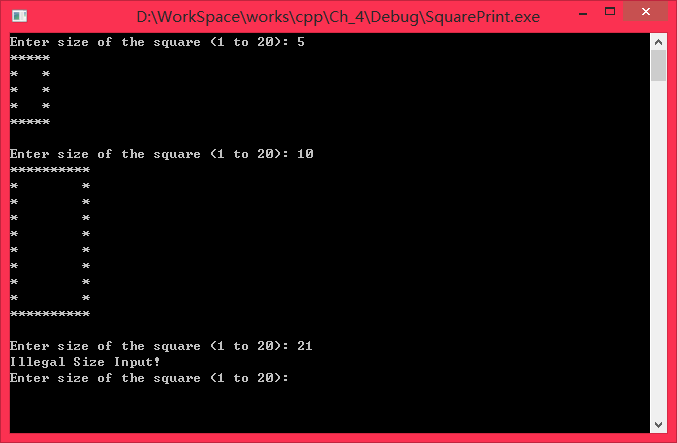 D:\WorkSpace\works\cpp\Ch_4\Debug\SquarePrint.exe
Enter size of the square (1 to 20): 5
*****
*   *
*   *
*   *
*****
Enter size of the square (1 to 20): 10
**********
*        *
*        *
*        *
*        *
*        *
*        *
*        *
*        *
**********
Enter size of the square (1 to 20): 21
Illegal Size Input!
Enter size of the square (1 to 20):